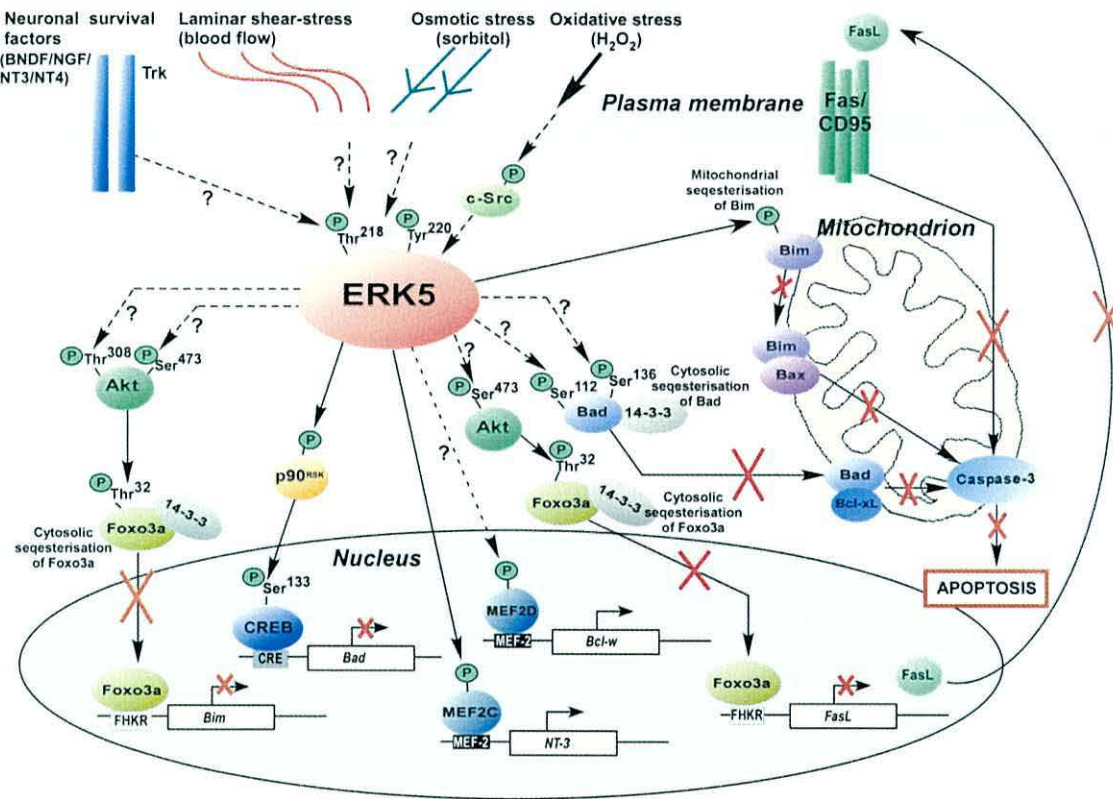 Neuronal survival
factors
(BNDF/NGF/
NT3/NT4)
Trk
Laminar shear-stress
(blood flow)
Osmotic stress
(sorbitol)
Oxidative stress
(H₂O₂)
FasL
Plasma membrane
Fas/
CD95
?
?
?
P
c-Src
P
Thr²¹⁸
P
Tyr²²⁰
Mitochondrial
seqesterisation
of Bim
P
Mitochondrion
Bim
ERK5
?
?
?
?
?
P
Thr³⁰⁸
P
Ser⁴⁷³
Akt
P
Ser⁴⁷³
Akt
P
Ser¹¹²
P
Ser¹³⁶
Bad
14-3-3
Cytosolic
seqesterisation
of Bad
Bim
Bax
?
P
p90ᴿˢᴷ
P
Thr³²
Foxo3a
14-3-3
Cytosolic
seqesterisation
of Foxo3a
P
Thr³²
Foxo3a
14-3-3
Cytosolic
seqesterisation
of Foxo3a
Bad
Bcl-xL
Caspase-3
APOPTOSIS
Nucleus
P
Ser¹³³
CREB
CRE
Bad
P
MEF2D
MEF-2
Bcl-w
Foxo3a
FHKR
Bim
P
MEF2C
MEF-2
NT-3
Foxo3a
FHKR
FasL
FasL